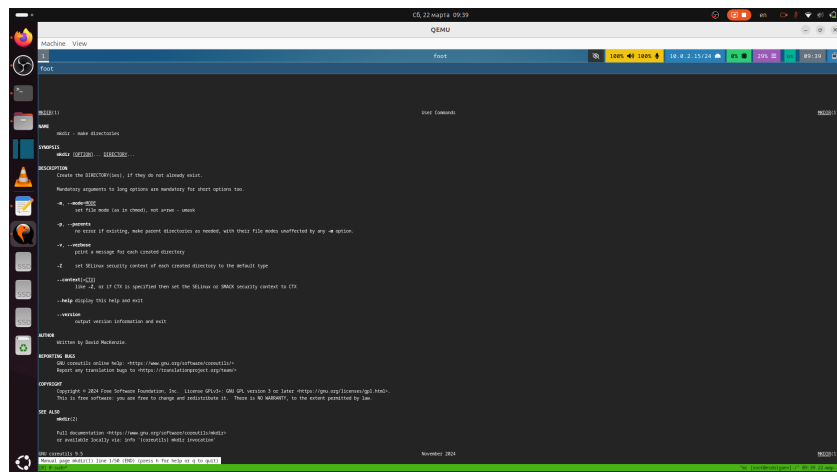 Сб, 22 марта 09:39
en
QEMU
Machine View
1
foot
100% 100%
10.0.2.15/24
0%
29%
us
09:39
foot
MKDIR(1)
User Commands
MKDIR(1
NAME
mkdir - make directories
SYNOPSIS
mkdir [OPTION]... DIRECTORY...
DESCRIPTION
Create the DIRECTORY(ies), if they do not already exist.
Mandatory arguments to long options are mandatory for short options too.
-m, --mode=MODE
set file mode (as in chmod), not a=rwx - umask
-p, --parents
no error if existing, make parent directories as needed, with their file modes unaffected by any -m option.
-v, --verbose
print a message for each created directory
-Z set SELinux security context of each created directory to the default type
--context[=CTX]
like -Z, or if CTX is specified then set the SELinux or SMACK security context to CTX
--help display this help and exit
--version
output version information and exit
AUTHOR
Written by David MacKenzie.
REPORTING BUGS
GNU coreutils online help: <https://www.gnu.org/software/coreutils/>
Report any translation bugs to <https://translationproject.org/team/>
COPYRIGHT
Copyright © 2024 Free Software Foundation, Inc. License GPLv3+: GNU GPL version 3 or later <https://gnu.org/licenses/gpl.html>.
This is free software: you are free to change and redistribute it. There is NO WARRANTY, to the extent permitted by law.
SEE ALSO
mkdir(2)
Full documentation <https://www.gnu.org/software/coreutils/mkdir>
or available locally via: info '(coreutils) mkdir invocation'
GNU coreutils 9.5
November 2024
MKDIR(1
Manual page mkdir(1) line 1/50 (END) (press h for help or q to quit)